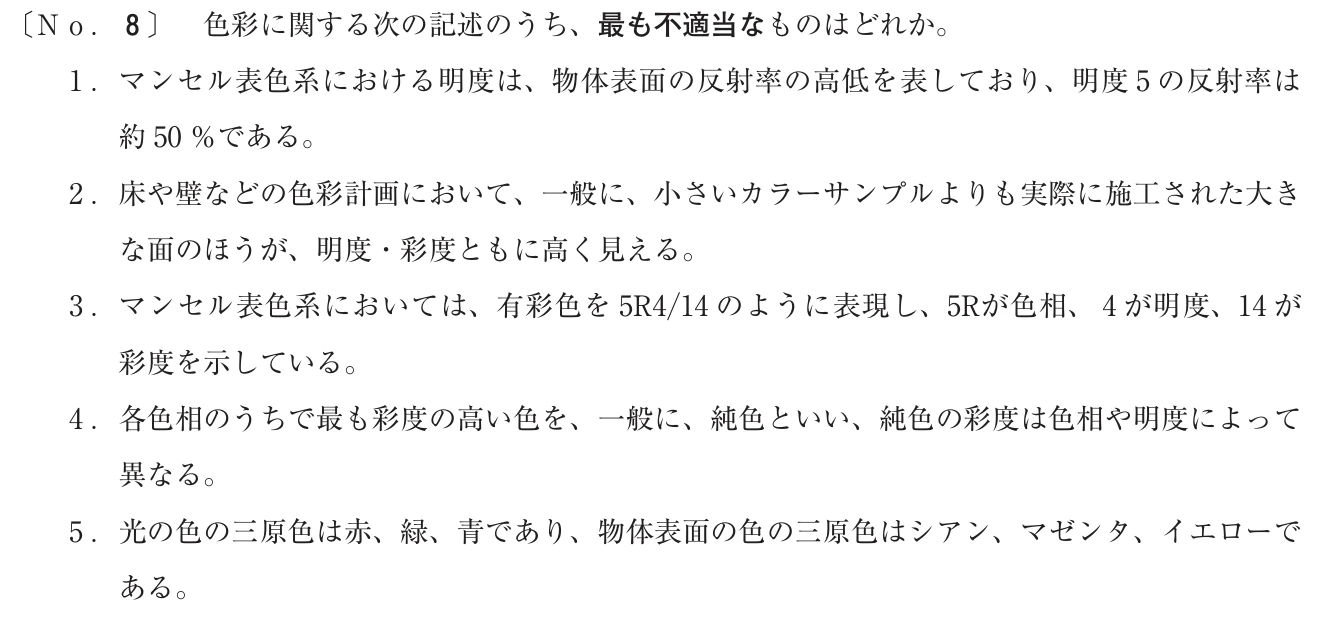 〔Ｎｏ．８〕　色彩に関する次の記述のうち、最も不適当なものはどれか。
１．マンセル表色系における明度は、物体表面の反射率の高低を表しており、明度５の反射率は
約 50 ％である。
２．床や壁などの色彩計画において、一般に、小さいカラーサンプルよりも実際に施工された大き
な面のほうが、明度・彩度ともに高く見える。
３．マンセル表色系においては、有彩色を 5R4/14 のように表現し、5Rが色相、４が明度、14 が
彩度を示している。
４．各色相のうちで最も彩度の高い色を、一般に、純色といい、純色の彩度は色相や明度によって
異なる。
５．光の色の三原色は赤、緑、青であり、物体表面の色の三原色はシアン、マゼンタ、イエローで
ある。